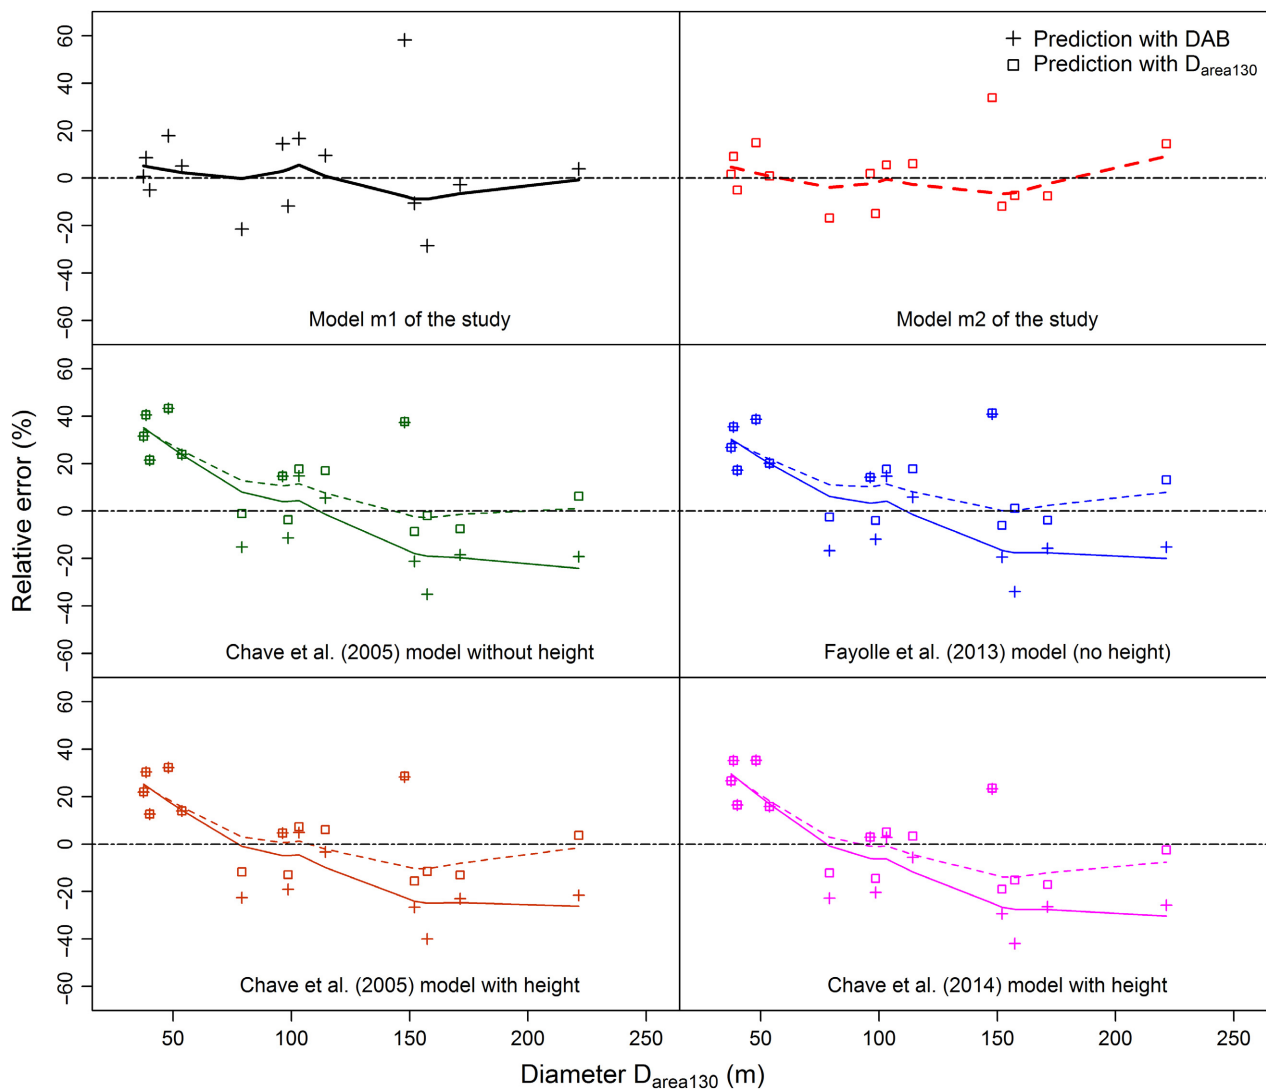 + Prediction with DAB
□ Prediction with Darea130
60
40
20
0
−20
−40
−60
Model m1 of the study
Model m2 of the study
60
40
20
0
−20
−40
−60
Relative error (%)
Chave et al. (2005) model without height
Fayolle et al. (2013) model (no height)
60
40
20
0
−20
−40
−60
Chave et al. (2005) model with height
Chave et al. (2014) model with height
50 100 150 200 250
50 100 150 200 250
Diameter Darea130 (m)